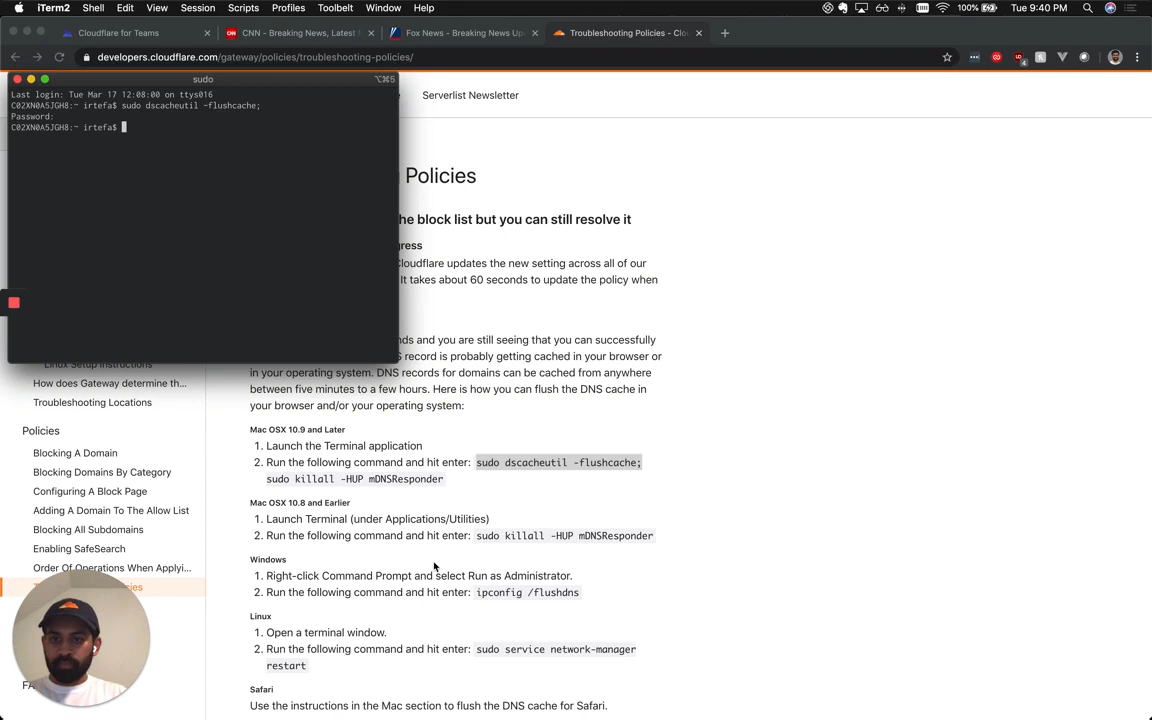 iTerm2 Shell Edit View Session Scripts Profiles Toolbelt Window Help 100% Tue 9:40 PM
Cloudflare for Teams CNN - Breaking News, Latest Fox News - Breaking News Up Troubleshooting Policies - Clo
developers.cloudflare.com/gateway/policies/troubleshooting-policies/
sudo ⌥⌘5
Last login: Tue Mar 17 12:08:00 on ttys016
C02XN0A5JGH8:~ irtefa$ sudo dscacheutil -flushcache;
Password:
C02XN0A5JGH8:~ irtefa$
Serverlist Newsletter
Policies
the block list but you can still resolve it
gress
Cloudflare updates the new setting across all of our
It takes about 60 seconds to update the policy when
nds and you are still seeing that you can successfully
S record is probably getting cached in your browser or
in your operating system. DNS records for domains can be cached from anywhere
between five minutes to a few hours. Here is how you can flush the DNS cache in
your browser and/or your operating system:
Mac OSX 10.9 and Later
1. Launch the Terminal application
2. Run the following command and hit enter: sudo dscacheutil -flushcache;
sudo killall -HUP mDNSResponder
Mac OSX 10.8 and Earlier
1. Launch Terminal (under Applications/Utilities)
2. Run the following command and hit enter: sudo killall -HUP mDNSResponder
Windows
1. Right-click Command Prompt and select Run as Administrator.
2. Run the following command and hit enter: ipconfig /flushdns
Linux
1. Open a terminal window.
2. Run the following command and hit enter: sudo service network-manager
restart
Safari
Use the instructions in the Mac section to flush the DNS cache for Safari.
Linux Setup Instructions
How does Gateway determine th...
Troubleshooting Locations
Policies
Blocking A Domain
Blocking Domains By Category
Configuring A Block Page
Adding A Domain To The Allow List
Blocking All Subdomains
Enabling SafeSearch
Order Of Operations When Applyi...
FA